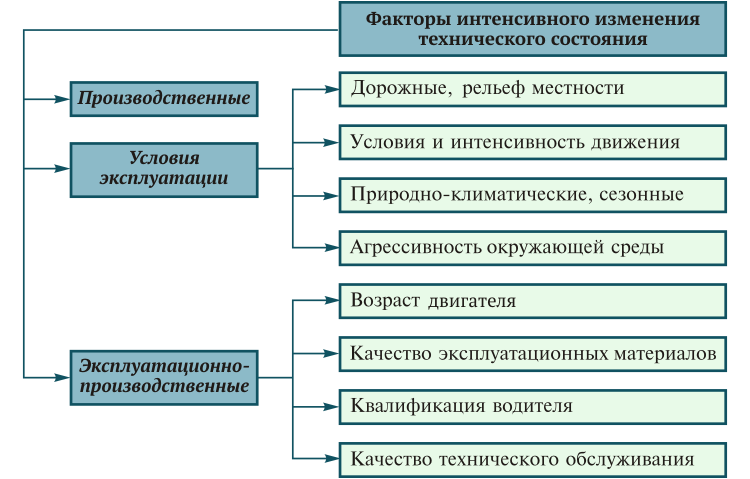 Факторы интенсивного изменения
технического состояния
Производственные
Условия
эксплуатации
Дорожные, рельеф местности
Условия и интенсивность движения
Природно-климатические, сезонные
Агрессивность окружающей среды
Эксплуатационно-
производственные
Возраст двигателя
Качество эксплуатационных материалов
Квалификация водителя
Качество технического обслуживания